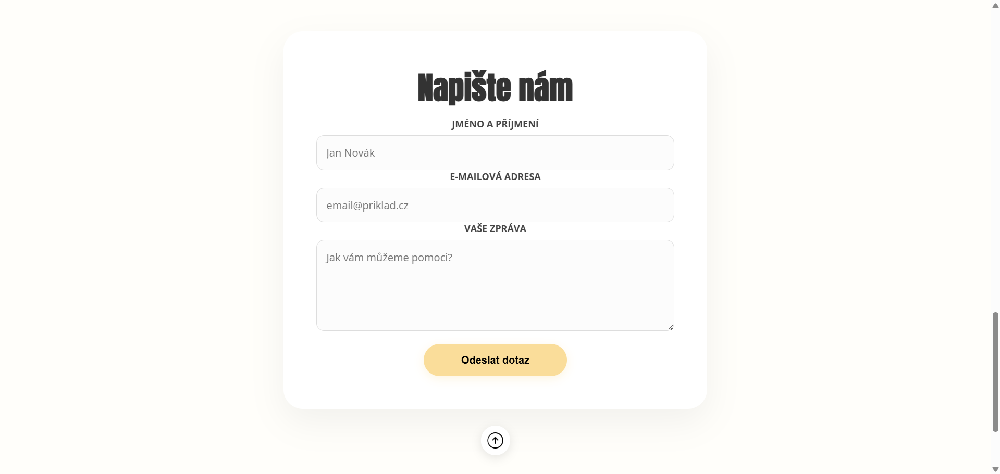 Napište nám
JMÉNO A PŘÍJMENÍ
Jan Novák
E-MAILOVÁ ADRESA
email@priklad.cz
VAŠE ZPRÁVA
Jak vám můžeme pomoci?
Odeslat dotaz